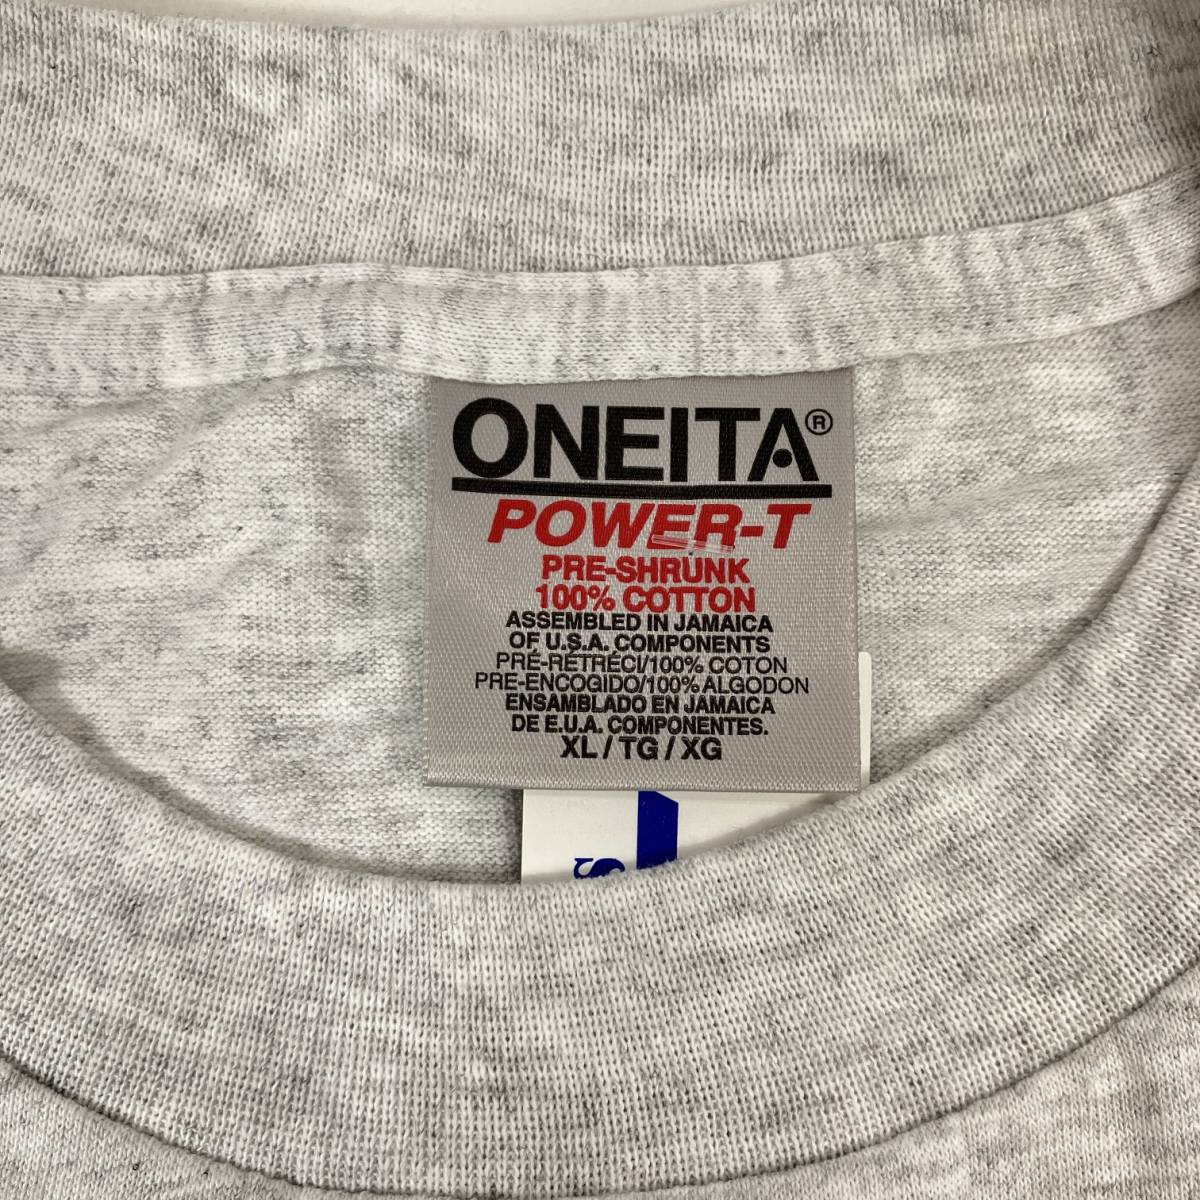 ONEITA®
POWER-T
PRE-SHRUNK
100% COTTON
ASSEMBLED IN JAMAICA
OF U.S.A. COMPONENTS
PRÉ-RÉTRÉCI/100% COTON
PRE-ENCOGIDO/100% ALGODON
ENSAMBLADO EN JAMAICA
DE E.U.A. COMPONENTES.
XL / TG / XG
S